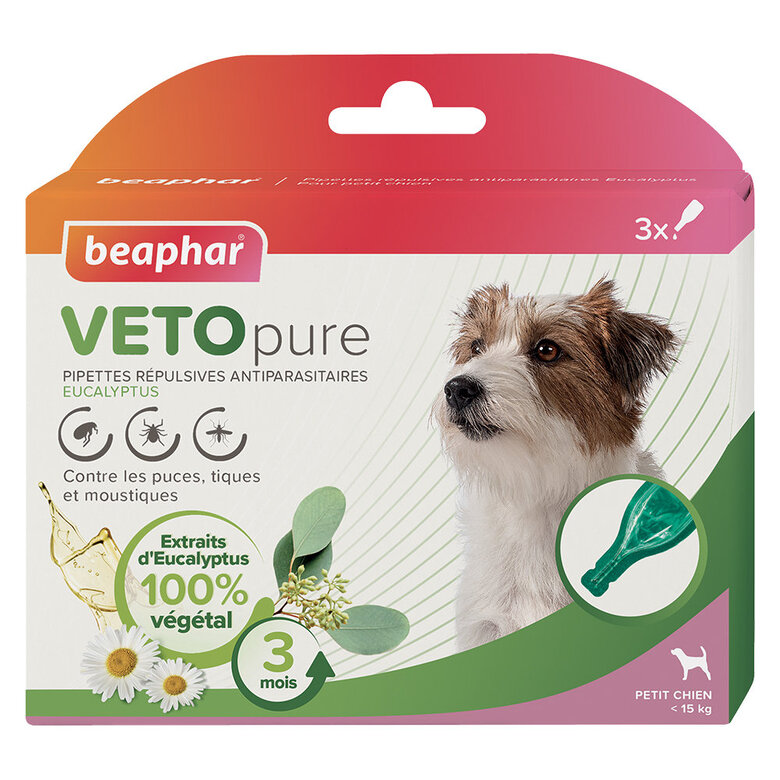 beaphar | Pipettes répulsives antiparasitaires Eucalyptus
Pour petit chien
3x
beaphar®
VETOpure
PIPETTES RÉPULSIVES ANTIPARASITAIRES
EUCALYPTUS
Contre les puces, tiques
et moustiques
Extraits
d'Eucalyptus
100%
végétal
3
mois
PETIT CHIEN
< 15 kg